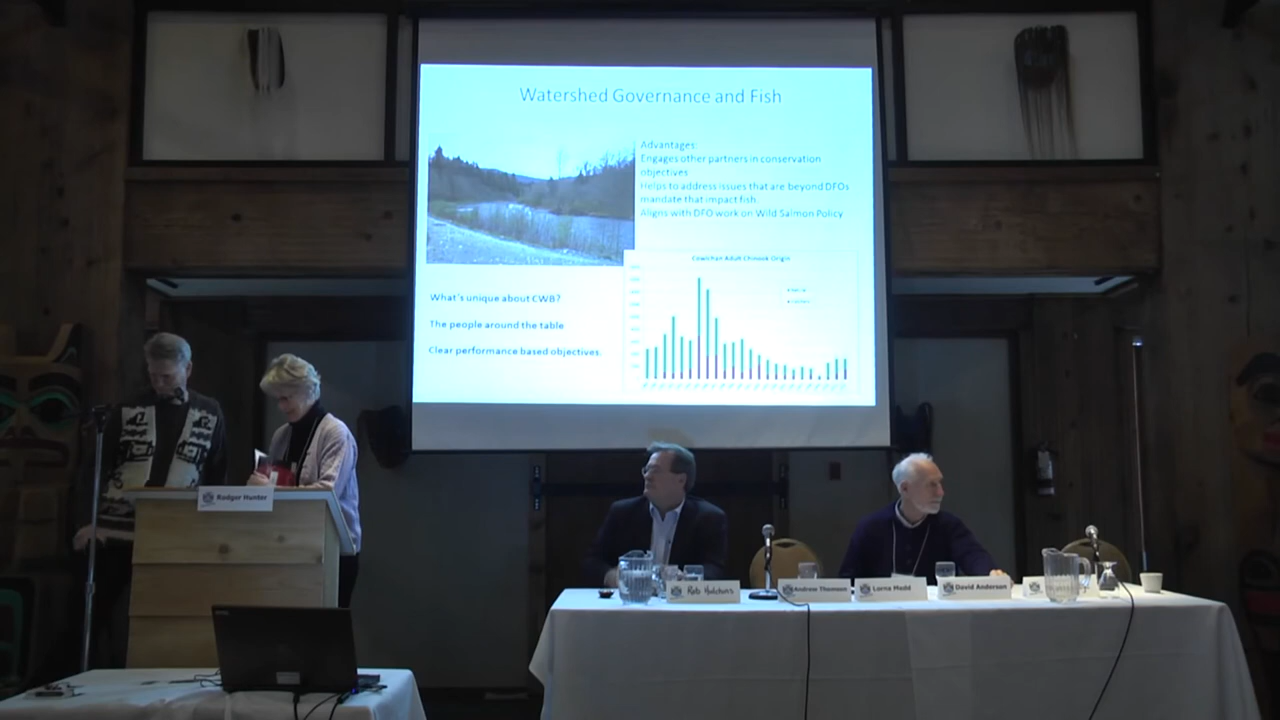 Watershed Governance and Fish
Advantages:
Engages other partners in conservation
objectives
Helps to address issues that are beyond DFOs
mandate that impact fish.
Aligns with DFO work on Wild Salmon Policy
Cowichan Adult Chinook Origin
What's unique about CWB?
The people around the table
Clear performance based objectives.
Rodger Hunter
Rob Hutchins
Andrew Thomson
Lorna Medd
David Anderson